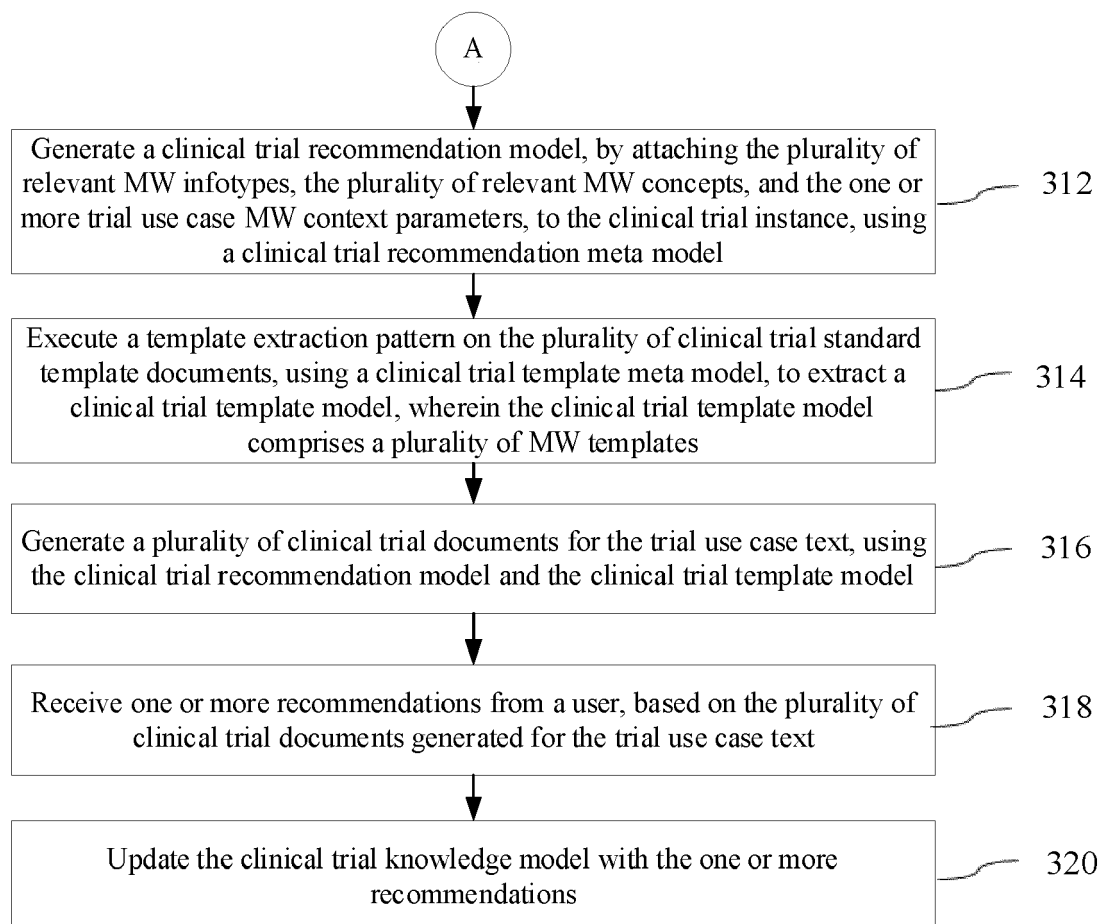 A
Generate a clinical trial recommendation model, by attaching the plurality of
relevant MW infotypes, the plurality of relevant MW concepts, and the one or
more trial use case MW context parameters, to the clinical trial instance, using
a clinical trial recommendation meta model
312
Execute a template extraction pattern on the plurality of clinical trial standard
template documents, using a clinical trial template meta model, to extract a
clinical trial template model, wherein the clinical trial template model
comprises a plurality of MW templates
314
Generate a plurality of clinical trial documents for the trial use case text, using
the clinical trial recommendation model and the clinical trial template model
316
Receive one or more recommendations from a user, based on the plurality of
clinical trial documents generated for the trial use case text
318
Update the clinical trial knowledge model with the one or more
recommendations
320